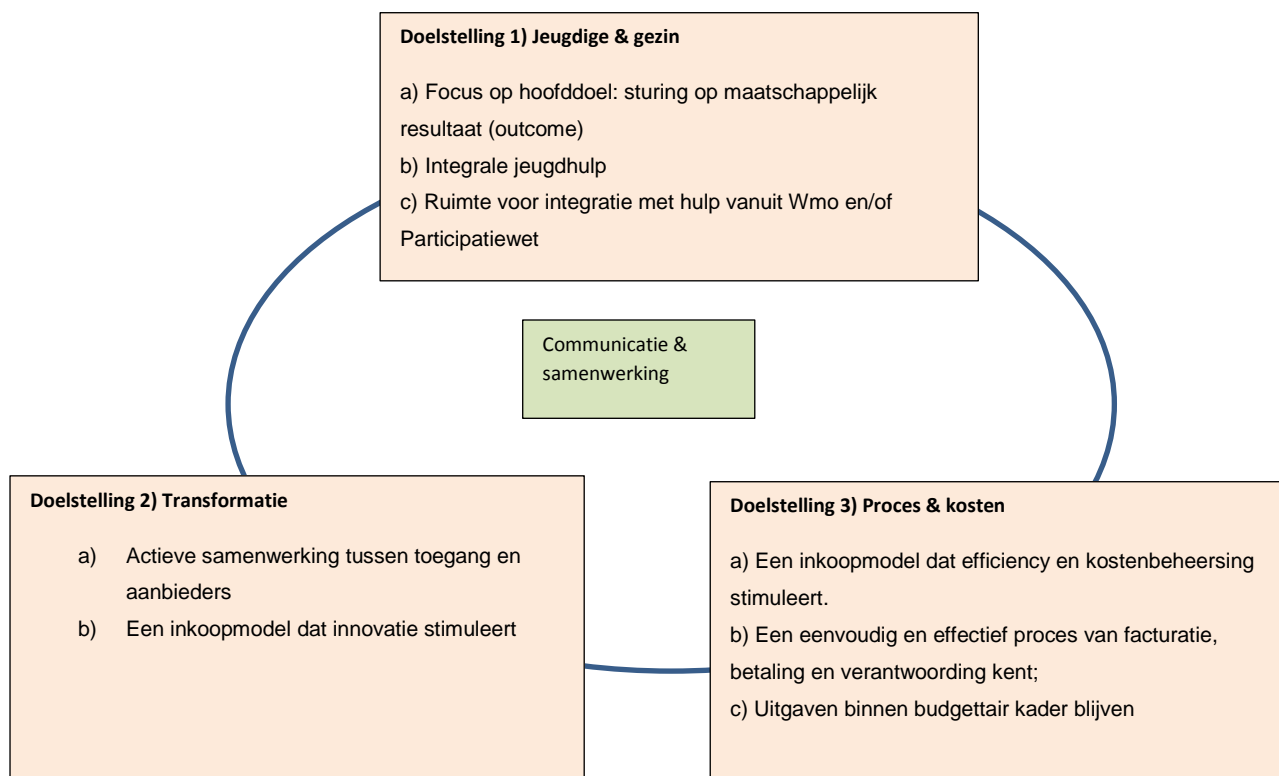 Doelstelling 1) Jeugdige & gezin
a) Focus op hoofddoel: sturing op maatschappelijk
resultaat (outcome)
b) Integrale jeugdhulp
c) Ruimte voor integratie met hulp vanuit Wmo en/of
Participatiewet
Communicatie &
samenwerking
Doelstelling 2) Transformatie
a) Actieve samenwerking tussen toegang en
aanbieders
b) Een inkoopmodel dat innovatie stimuleert
Doelstelling 3) Proces & kosten
a) Een inkoopmodel dat efficiency en kostenbeheersing
stimuleert.
b) Een eenvoudig en effectief proces van facturatie,
betaling en verantwoording kent;
c) Uitgaven binnen budgettair kader blijven